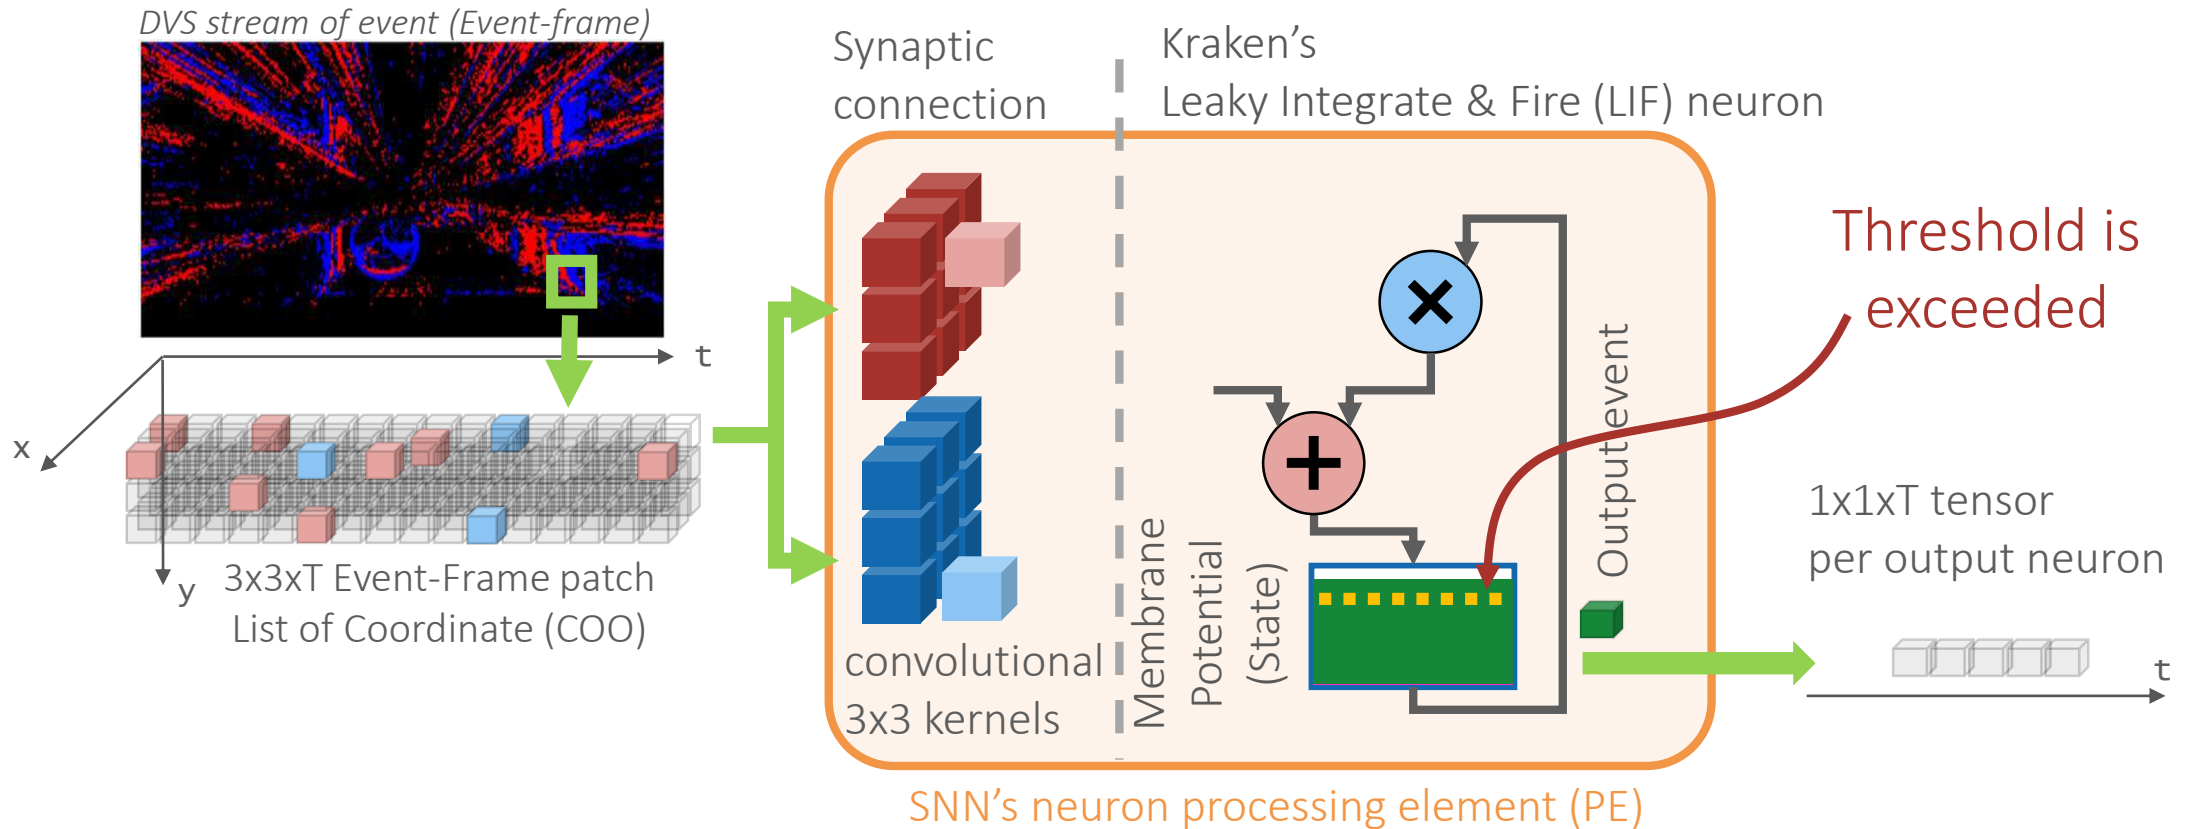 DVS stream of event (Event-frame)
t
x
y
3x3xT Event-Frame patch
List of Coordinate (COO)
Synaptic
connection
convolutional
3x3 kernels
Kraken's
Leaky Integrate & Fire (LIF) neuron
Membrane
Potential
(State)
Output event
Threshold is
exceeded
1x1xT tensor
per output neuron
t
SNN's neuron processing element (PE)